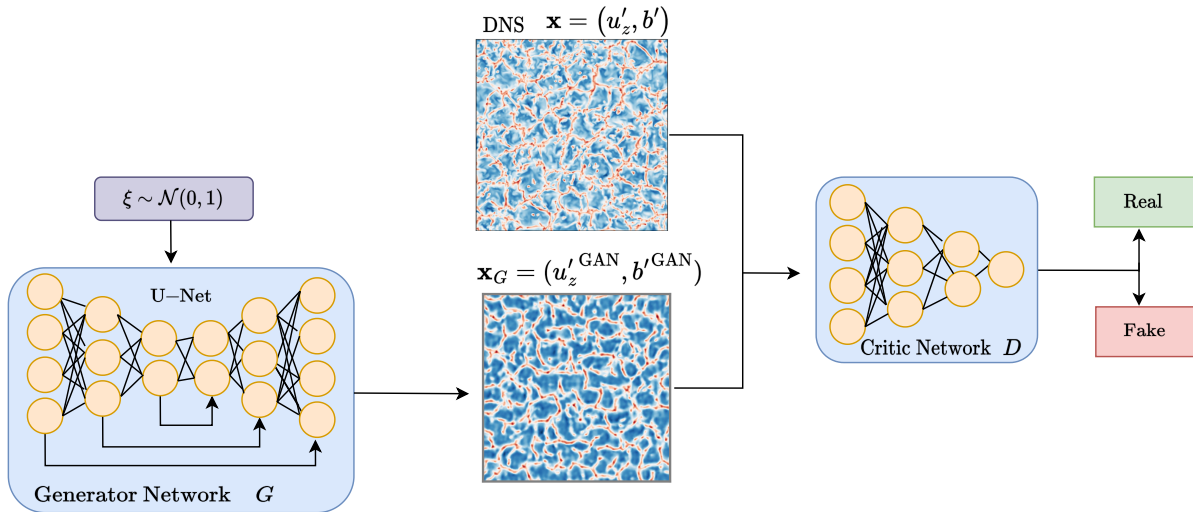 DNS x = (u′_z, b′)
ξ ∼ 𝒩(0, 1)
x_G = (u′_z^GAN, b′^GAN)
U−Net
Generator Network G
Critic Network D
Real
Fake